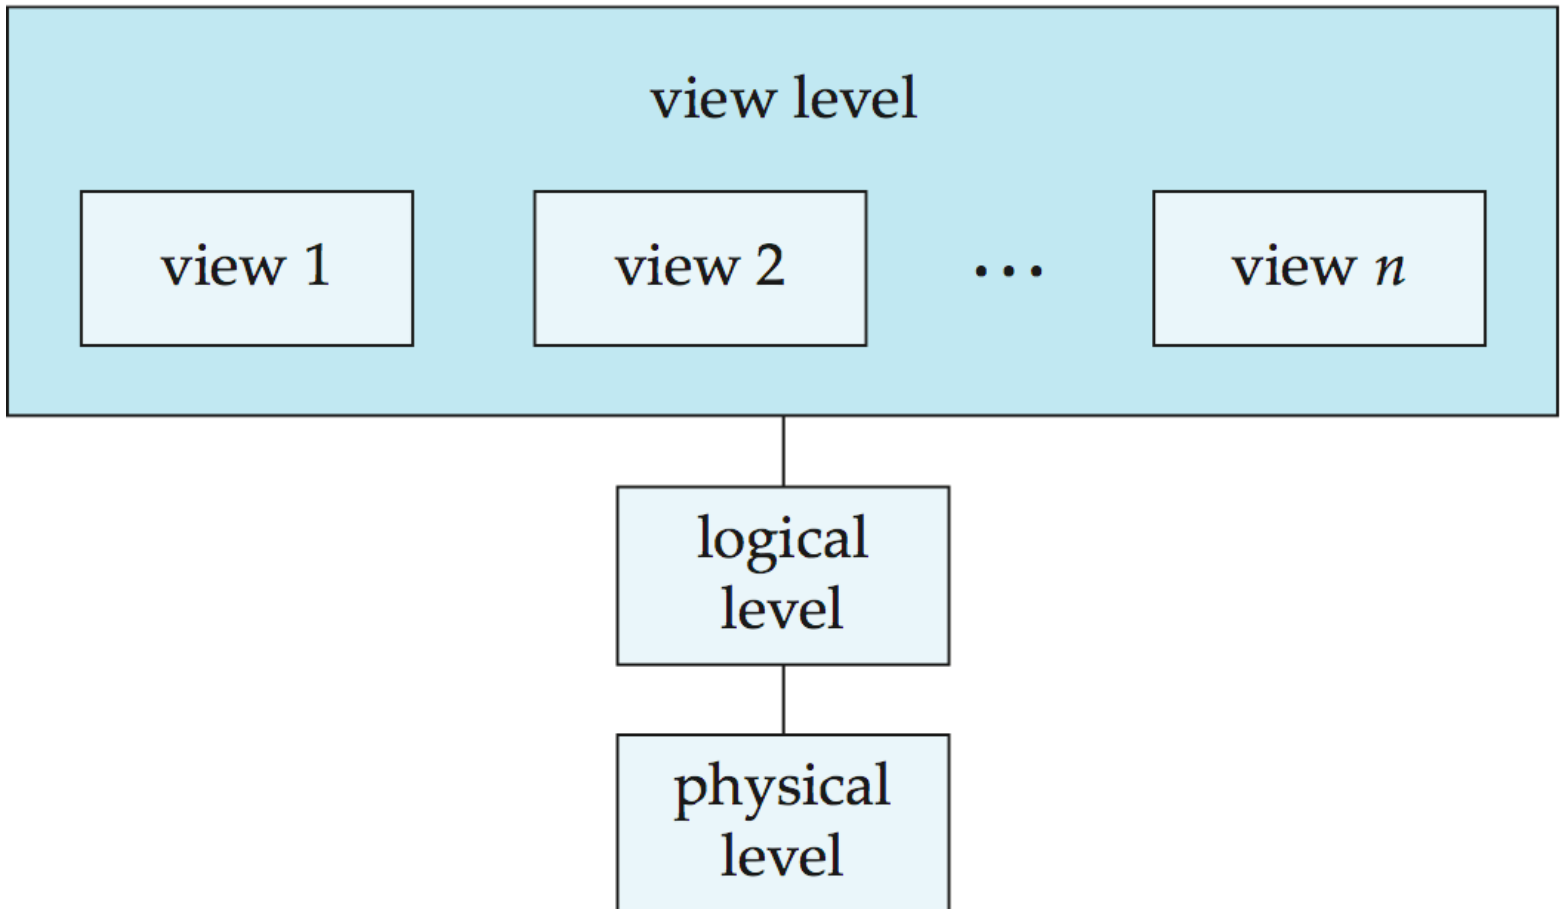 view level
view 1
view 2
...
view n
logical
level
physical
level